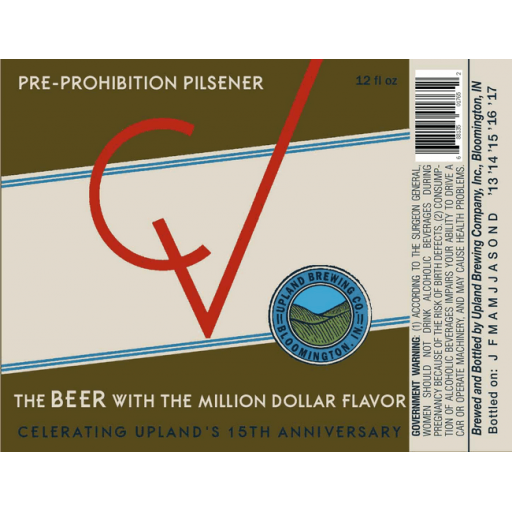 PRE-PROHIBITION PILSENER
12 fl oz
CV
UPLAND BREWING CO.
BLOOMINGTON, IN.
THE BEER WITH THE MILLION DOLLAR FLAVOR
CELERATING UPLAND'S 15TH ANNIVERSARY
GOVERNMENT WARNING: (1) ACCORDING TO THE SURGEON GENERAL,
WOMEN SHOULD NOT DRINK ALCOHOLIC BEVERAGES DURING
PREGNANCY BECAUSE OF THE RISK OF BIRTH DEFECTS. (2) CONSUMP-
TION OF ALCOHOLIC BEVERAGES IMPAIRS YOUR ABILITY TO DRIVE A
CAR OR OPERATE MACHINERY, AND MAY CAUSE HEALTH PROBLEMS.
Brewed and Bottled by Upland Brewing Company, Inc., Bloomington, IN
Bottled on: J F M A M J J A S O N D '13 '14 '15 '16 '17